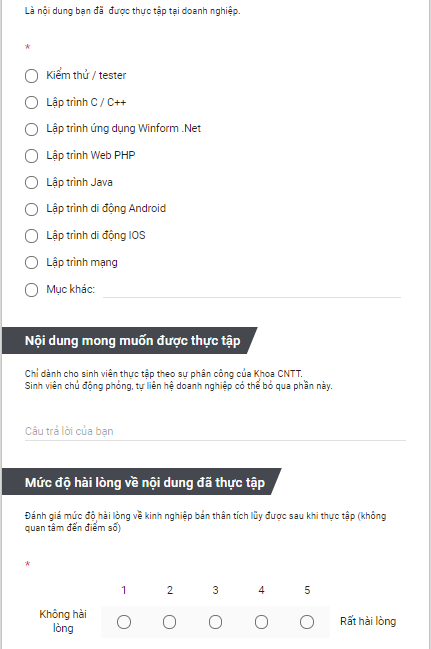 Là nội dung bạn đã được thực tập tại doanh nghiệp.
*
Kiểm thử / tester
Lập trình C / C++
Lập trình ứng dụng Winform .Net
Lập trình Web PHP
Lập trình Java
Lập trình di động Android
Lập trình di động IOS
Lập trình mạng
Mục khác:
Nội dung mong muốn được thực tập
Chỉ dành cho sinh viên thực tập theo sự phân công của Khoa CNTT.
Sinh viên chủ động phỏng, tự liên hệ doanh nghiệp có thể bỏ qua phần này.
Câu trả lời của bạn
Mức độ hài lòng về nội dung đã thực tập
Đánh giá mức độ hài lòng về kinh nghiệp bản thân tích lũy được sau khi thực tập (không
quan tâm đến điểm số)
*
1 2 3 4 5
Không hài
lòng
Rất hài lòng